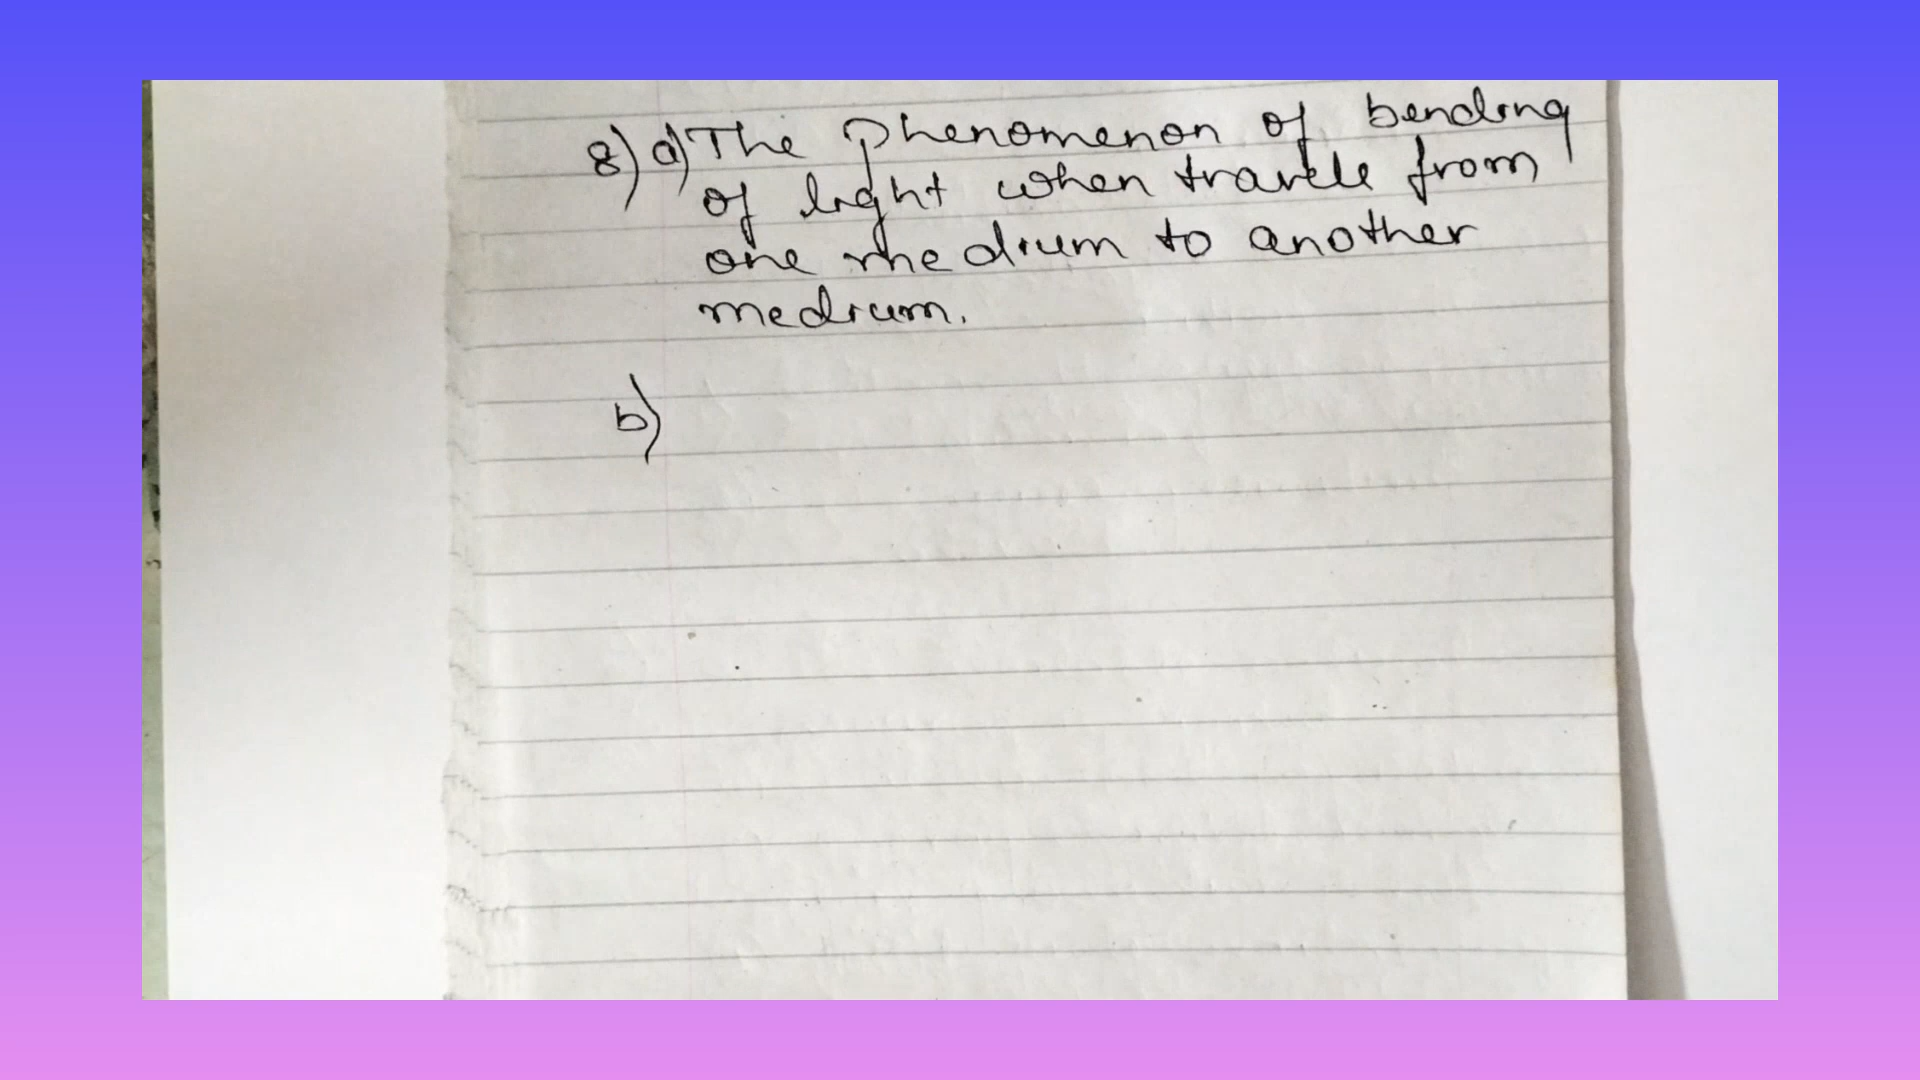 8) a) The phenomenon of bending
of light when travels from
one medium to another
medium.
b)